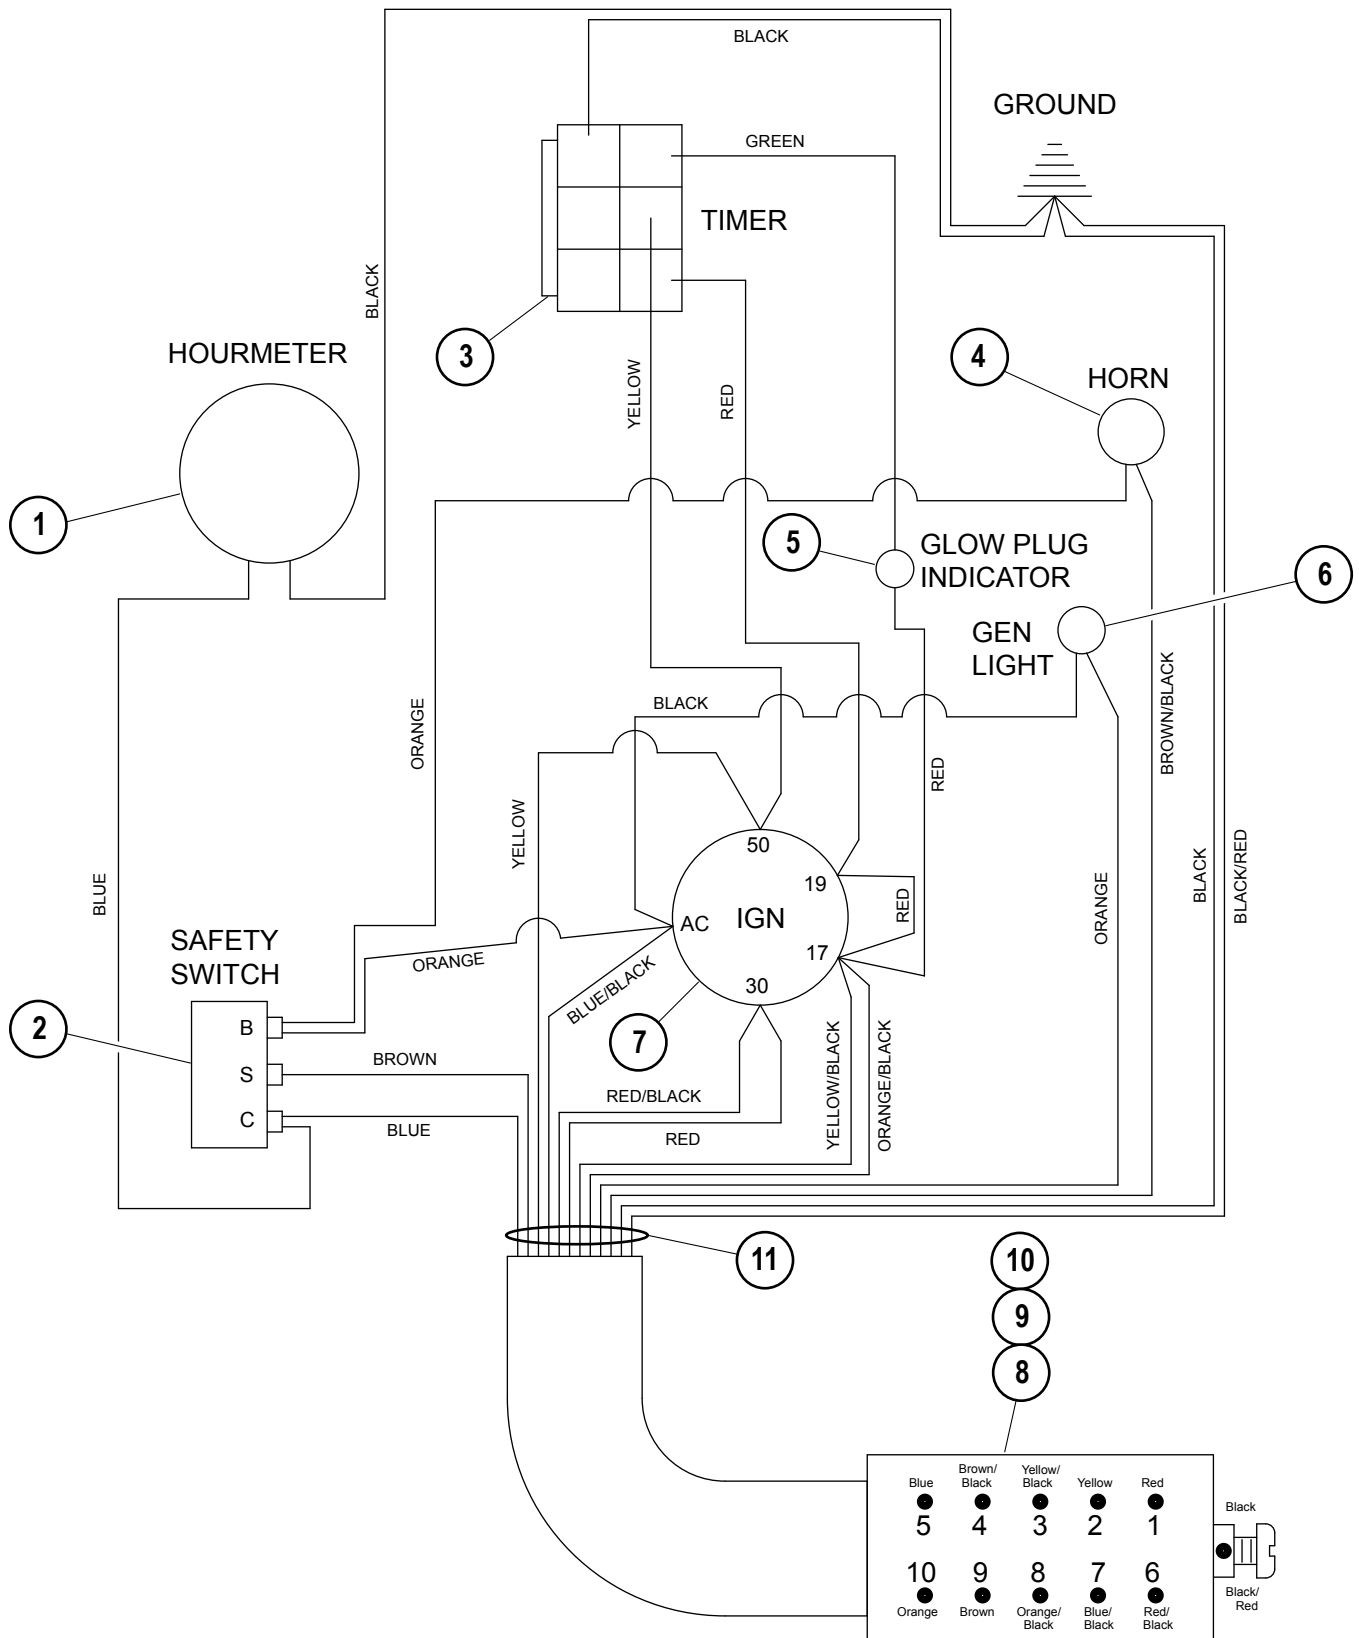 BLACK
GROUND
GREEN
TIMER
BLACK
HOURMETER
3
4
YELLOW
RED
HORN
1
5
GLOW PLUG
INDICATOR
6
GEN
LIGHT
BLACK
ORANGE
BROWN/BLACK
RED
YELLOW
50
BLUE
19
RED
BLACK
BLACK/RED
ORANGE
AC
IGN
SAFETY
SWITCH
ORANGE
17
BLUE/BLACK
30
2
B
7
S
BROWN
YELLOW/BLACK
ORANGE/BLACK
RED/BLACK
C
BLUE
RED
11
10
9
8
Blue
Brown/
Black
Yellow/
Black
Yellow
Red
5
4
3
2
1
Black
10
9
8
7
6
Orange
Brown
Orange/
Black
Blue/
Black
Red/
Black
Black/
Red